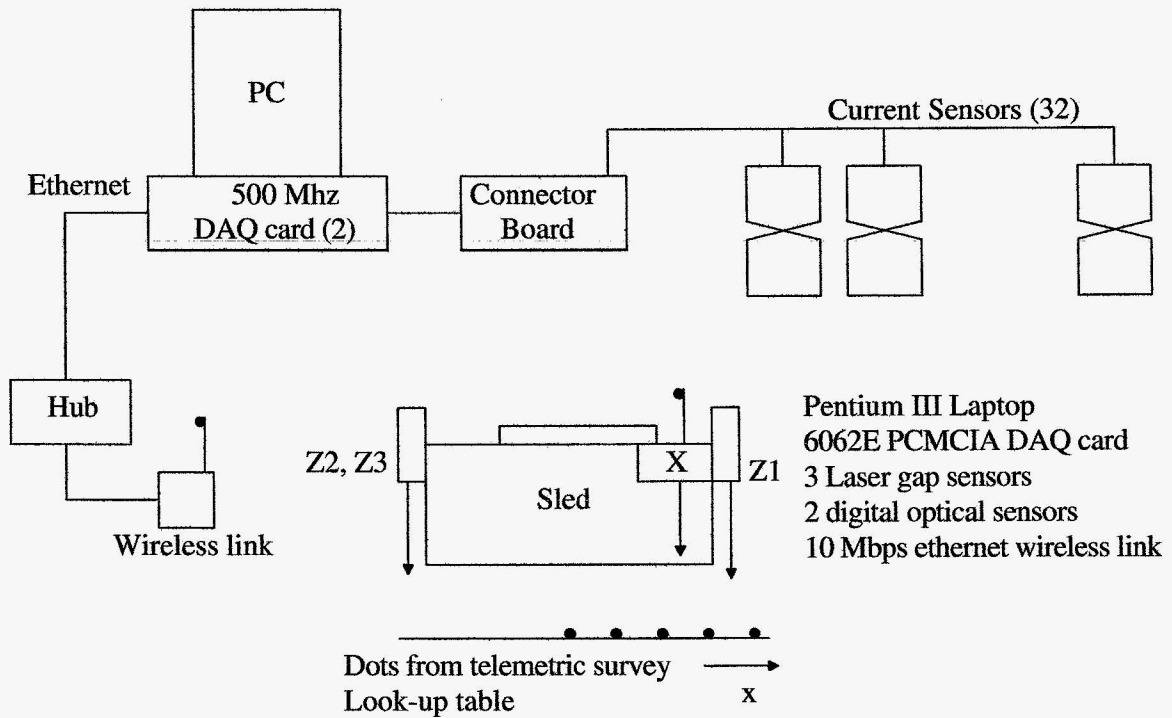 PC
Current Sensors (32)
Ethernet
500 Mhz
DAQ card (2)
Connector
Board
Hub
Wireless link
Z2, Z3
X
Z1
Sled
Pentium III Laptop
6062E PCMCIA DAQ card
3 Laser gap sensors
2 digital optical sensors
10 Mbps ethernet wireless link
Dots from telemetric survey
Look-up table
x